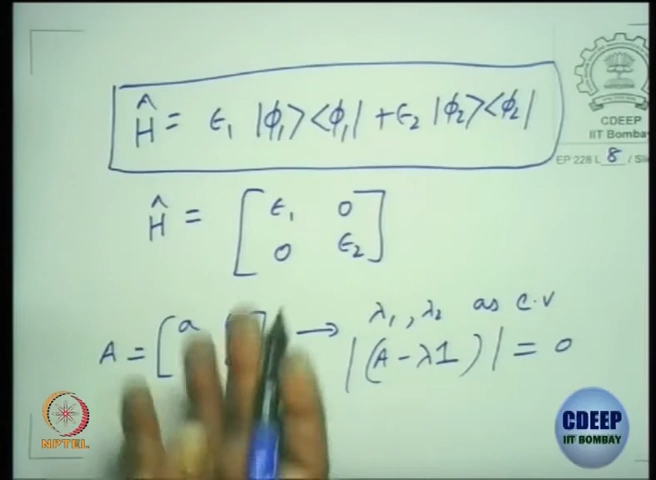 Ĥ = ϵ₁ |ϕ₁><ϕ₁| + ϵ₂ |ϕ₂><ϕ₂|
CDEEP
IIT Bombay
EP 228 L 8 / Sli
Ĥ = [ϵ₁ 0
0 ϵ₂]
λ₁, λ₂ as e.v
A = [a ] → |(A - λ1)| = 0
NPTEL
CDEEP
IIT BOMBAY